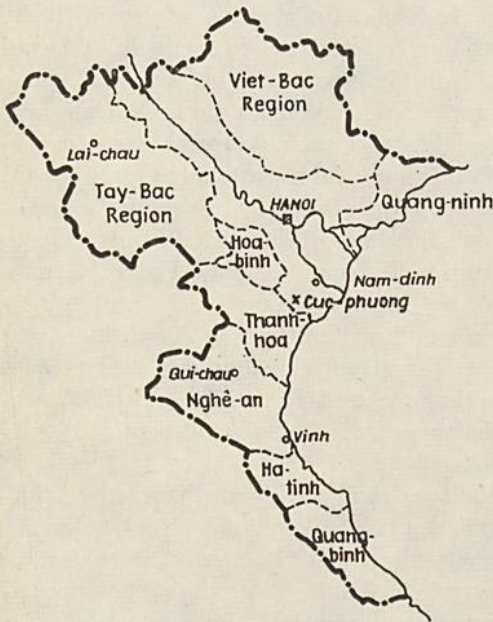 Viet-Bac
Region
Lai-chau
Tay-Bac
Region
HANOI
Quang-ninh
Hoa-
binh
Nam-dinh
Cuc-phuong
Thanh-
hoa
Qui-chau
Nghê-an
Vinh
Ha-
tinh
Quang-
binh